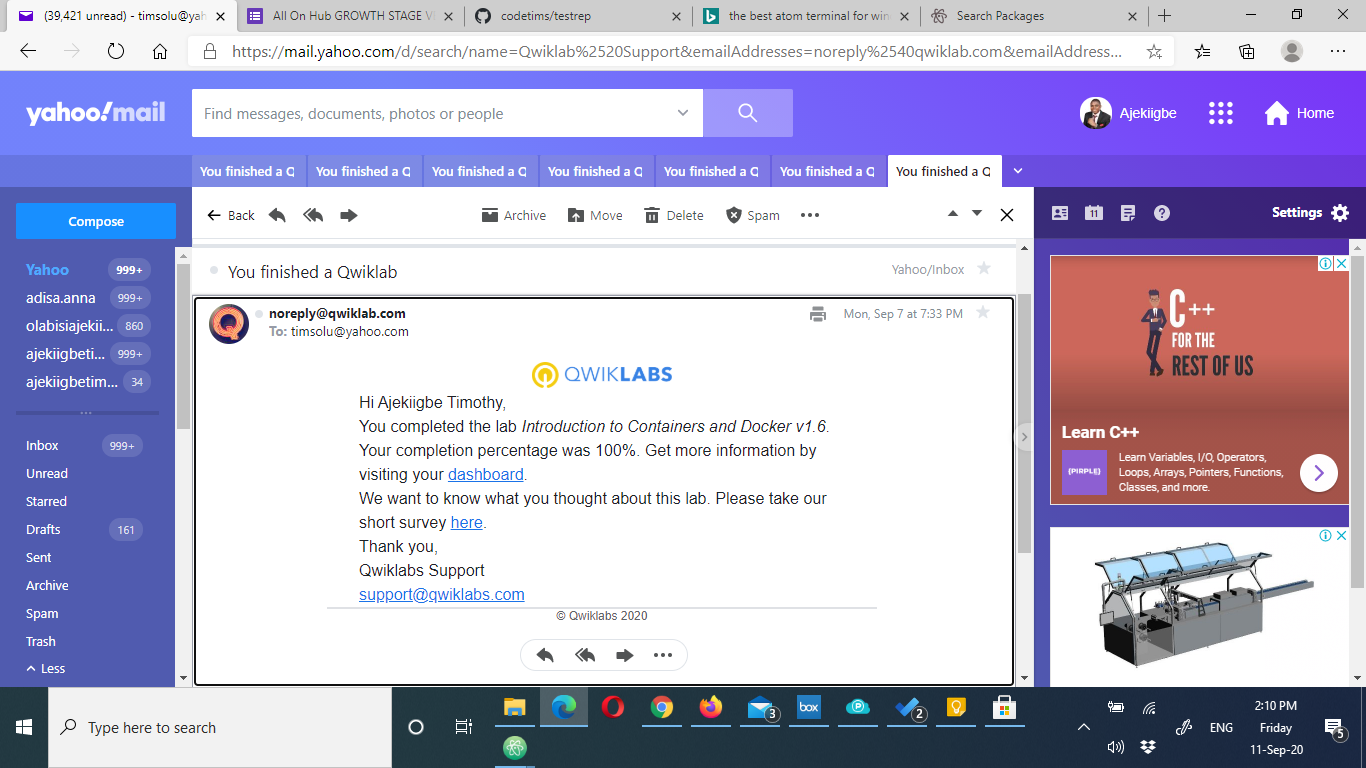 (39,421 unread) - timsolu@yah
All On Hub GROWTH STAGE V
codetims/testrep
the best atom terminal for win
Search Packages
https://mail.yahoo.com/d/search/name=Qwiklab%2520Support&emailAddresses=noreply%2540qwiklab.com&emailAddress...
yahoo!mail
Find messages, documents, photos or people
Ajekiigbe
Home
You finished a Q
You finished a Q
You finished a Q
You finished a Q
You finished a Q
You finished a Q
You finished a Q
Compose
Back
Archive
Move
Delete
Spam
11
Settings
Yahoo 999+
adisa.anna 999+
olabisiajekii... 860
ajekiigbeti... 999+
ajekiigbetim... 34
Inbox 999+
Unread
Starred
Drafts 161
Sent
Archive
Spam
Trash
Less
You finished a Qwiklab
Yahoo/Inbox
noreply@qwiklab.com
Mon, Sep 7 at 7:33 PM
To: timsolu@yahoo.com
QWIKLABS
Hi Ajekiigbe Timothy,
You completed the lab Introduction to Containers and Docker v1.6.
Your completion percentage was 100%. Get more information by
visiting your dashboard.
We want to know what you thought about this lab. Please take our
short survey here.
Thank you,
Qwiklabs Support
support@qwiklabs.com
© Qwiklabs 2020
C++
FOR THE
REST OF US
Learn C++
{PIRPLE}
Learn Variables, I/O, Operators,
Loops, Arrays, Pointers, Functions,
Classes, and more.
Type here to search
3
box
P
2
ENG
2:10 PM
Friday
11-Sep-20
5